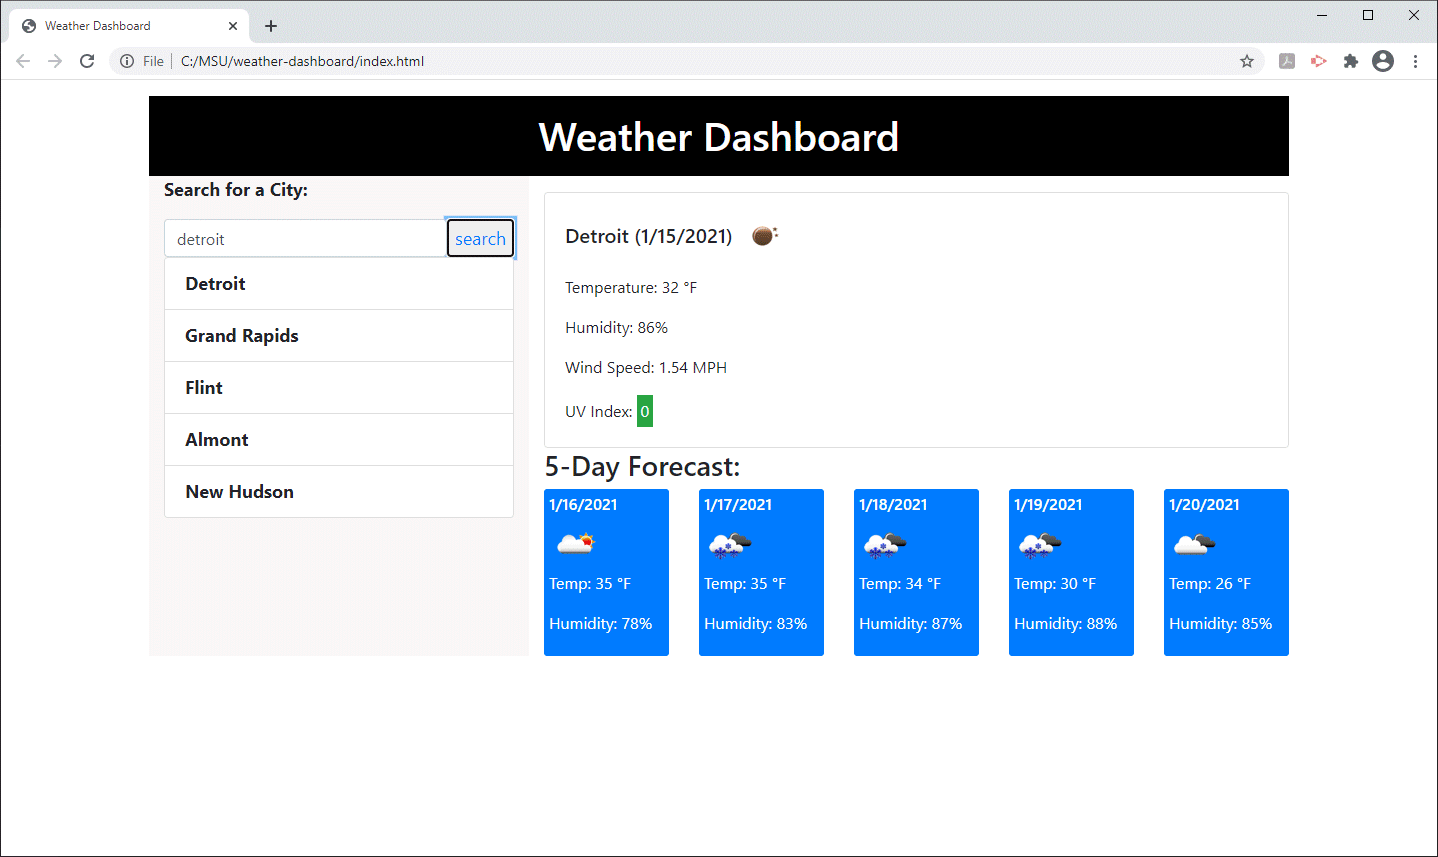 Weather Dashboard
File
C:/MSU/weather-dashboard/index.html
Weather Dashboard
Search for a City:
detroit
search
Detroit
Grand Rapids
Flint
Almont
New Hudson
Detroit (1/15/2021)
Temperature: 32 °F
Humidity: 86%
Wind Speed: 1.54 MPH
UV Index: 0
5-Day Forecast:
1/16/2021
Temp: 35 °F
Humidity: 78%
1/17/2021
Temp: 35 °F
Humidity: 83%
1/18/2021
Temp: 34 °F
Humidity: 87%
1/19/2021
Temp: 30 °F
Humidity: 88%
1/20/2021
Temp: 26 °F
Humidity: 85%